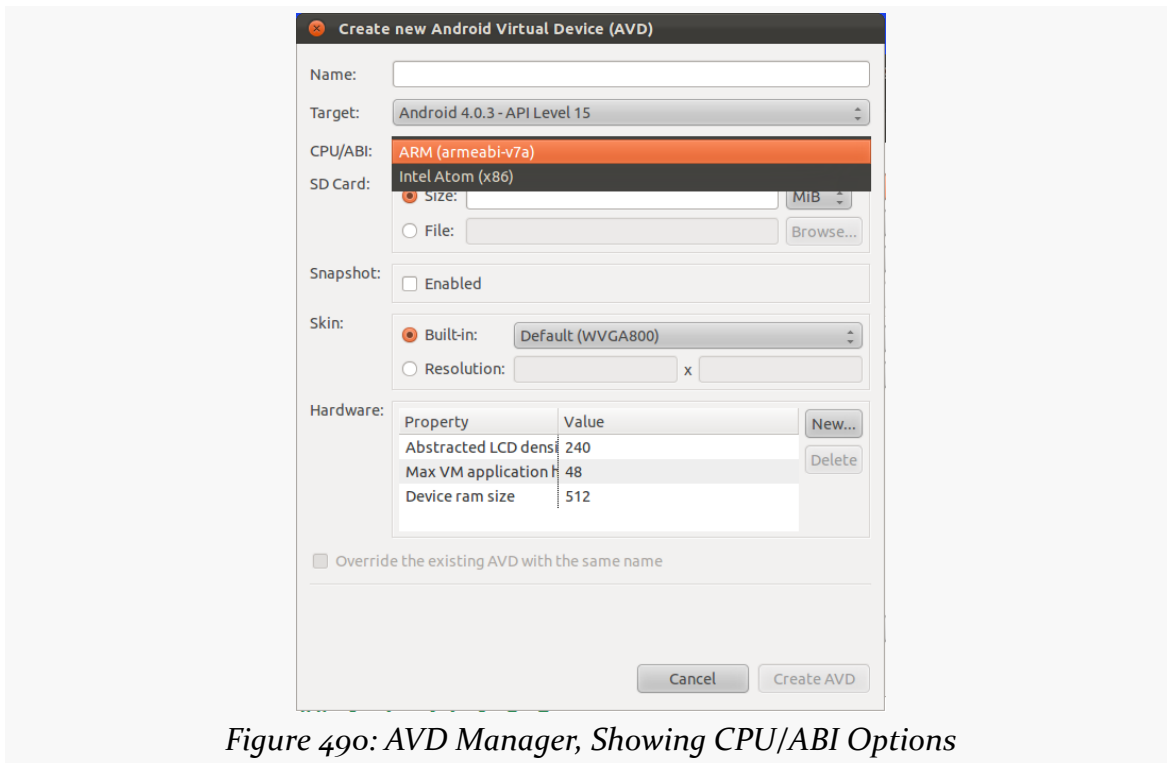 Create new Android Virtual Device (AVD)
Name:
Target: Android 4.0.3 - API Level 15
CPU/ABI: ARM (armeabi-v7a)
Intel Atom (x86)
SD Card:
Size: MiB
File: Browse...
Snapshot: Enabled
Skin:
Built-in: Default (WVGA800)
Resolution: x
Hardware:
Property Value New...
Abstracted LCD densi 240
Delete
Max VM application h 48
Device ram size 512
Override the existing AVD with the same name
Cancel Create AVD
Figure 490: AVD Manager, Showing CPU/ABI Options